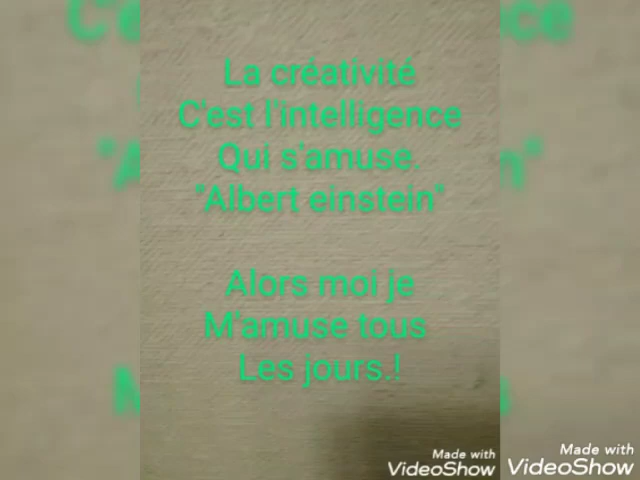 La créativité
C'est l'intelligence
Qui s'amuse.
"Albert einstein"
Alors moi je
M'amuse tous
Les jours.!
Made with
VideoShow
Made with
VideoShow